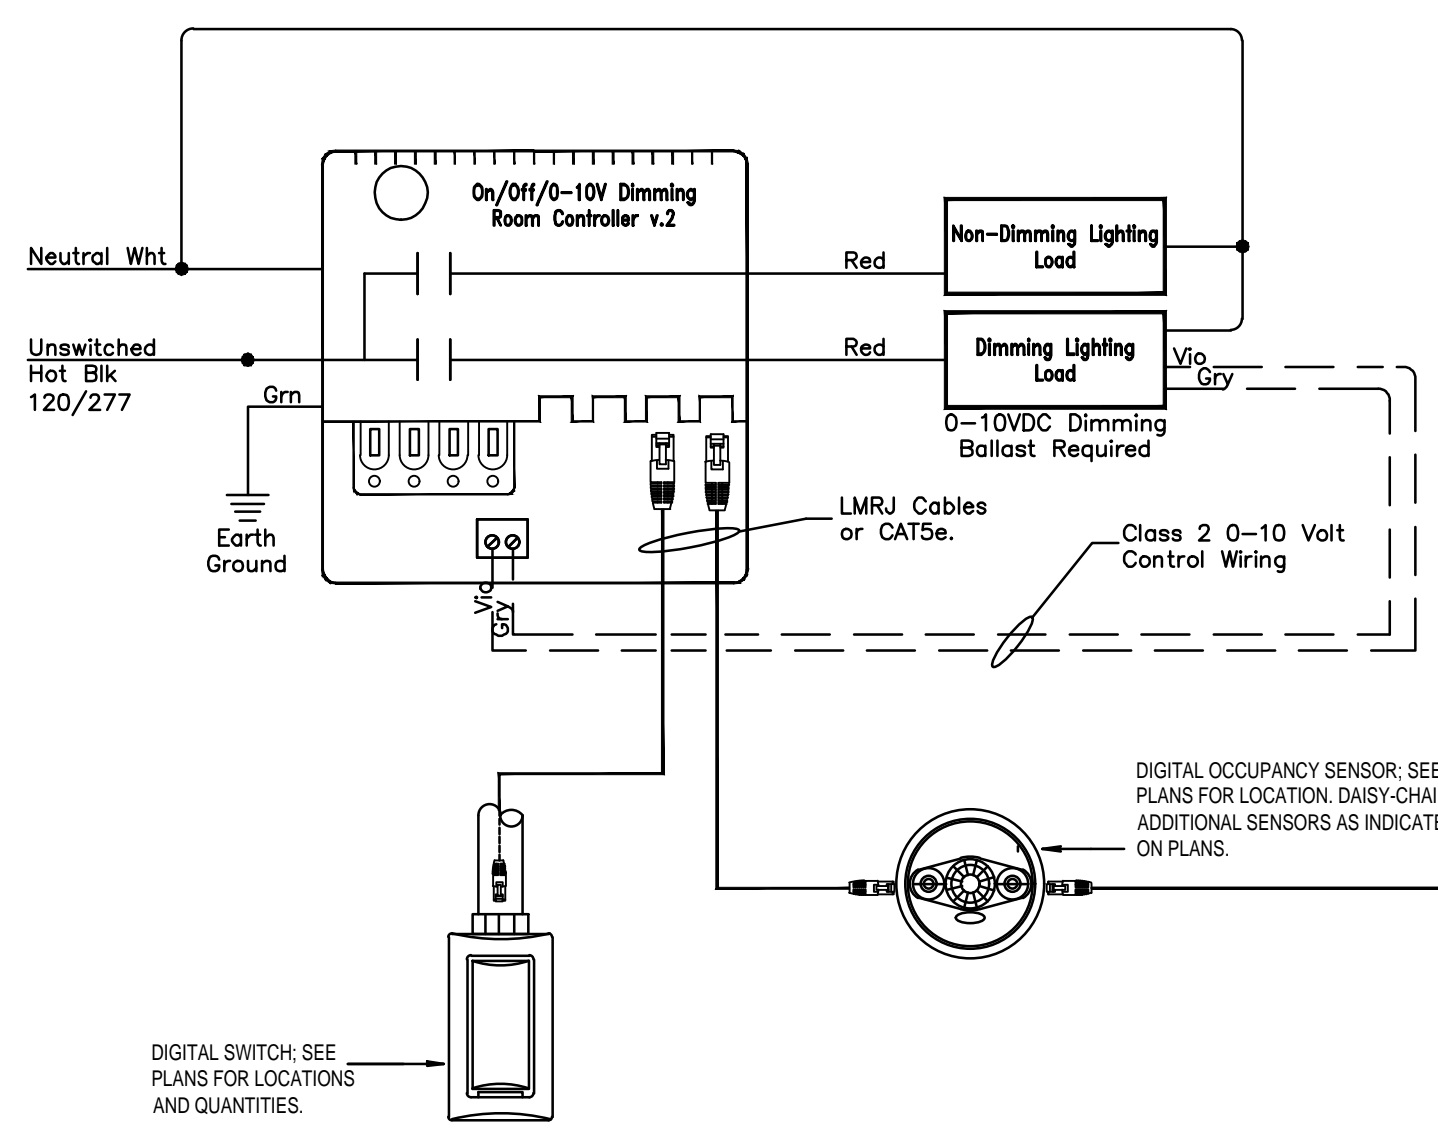 On/Off/0-10V Dimming
Room Controller v.2
Neutral Wht
Red
Non-Dimming Lighting
Load
Unswitched
Hot Blk
120/277
Red
Dimming Lighting
Load
Vio
Gry
Grn
0-10VDC Dimming
Ballast Required
Earth
Ground
LMRJ Cables
or CAT5e.
Class 2 0-10 Volt
Control Wiring
Vio
Gry
DIGITAL OCCUPANCY SENSOR; SEE
PLANS FOR LOCATION. DAISY-CHAI
ADDITIONAL SENSORS AS INDICATE
ON PLANS.
DIGITAL SWITCH; SEE
PLANS FOR LOCATIONS
AND QUANTITIES.